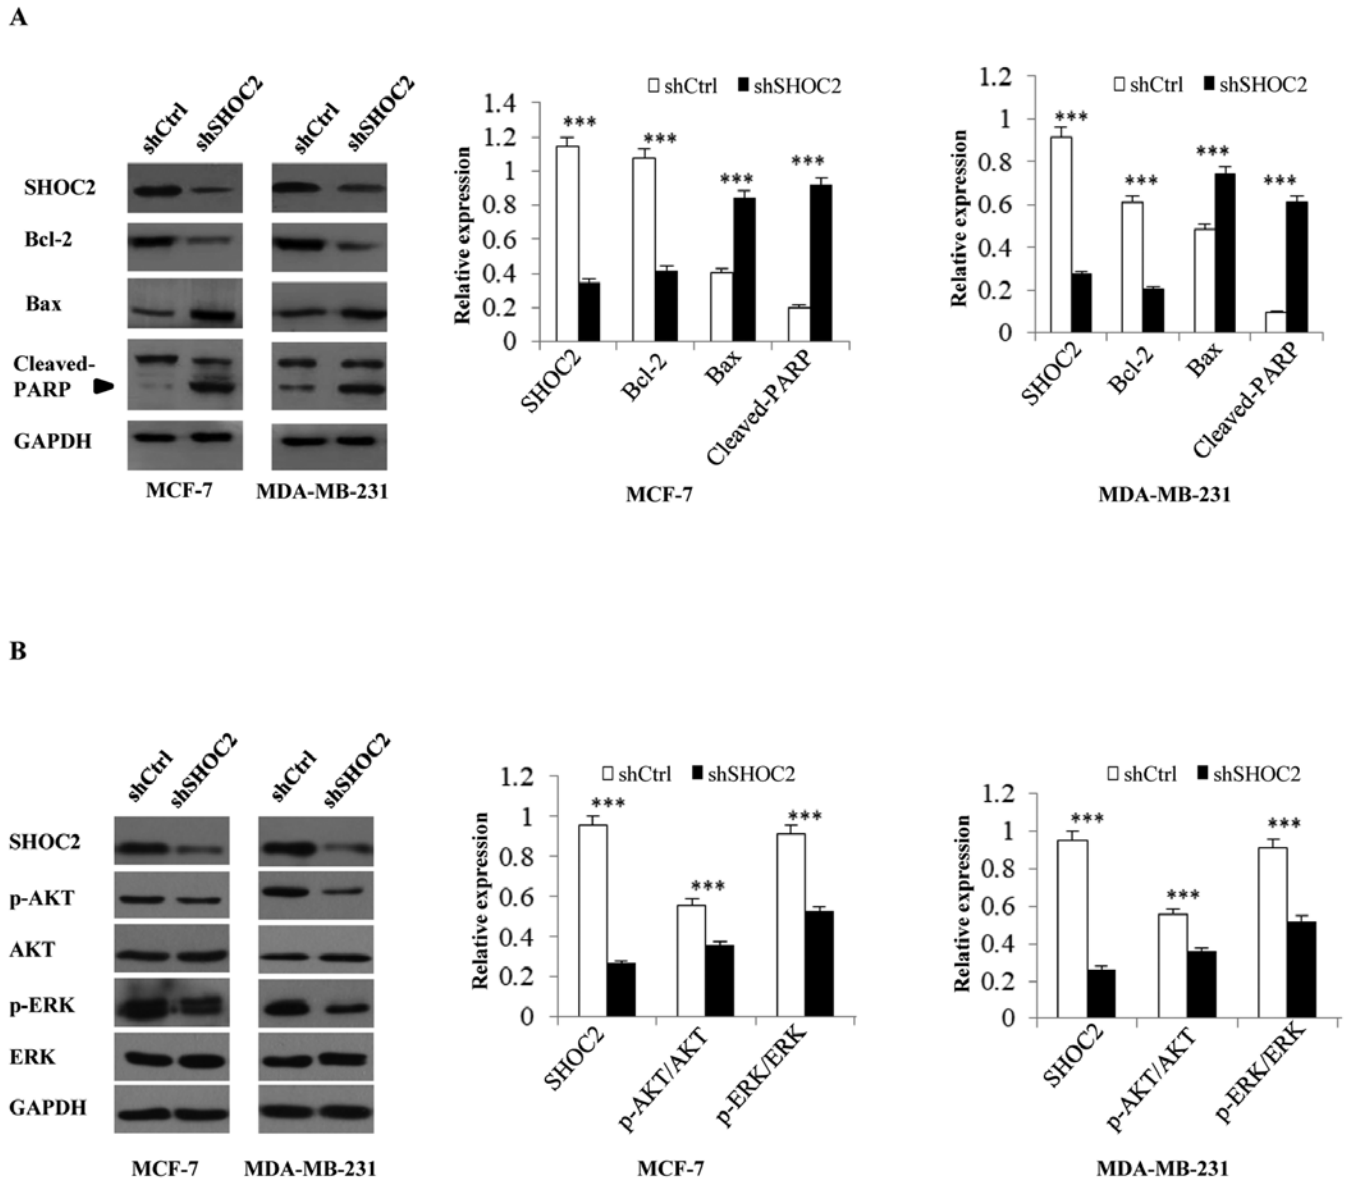 A
shCtrl shSHOC2 shCtrl shSHOC2
SHOC2
Bcl-2
Bax
Cleaved-
PARP
GAPDH
MCF-7 MDA-MB-231
shCtrl shSHOC2
Relative expression
1.4
1.2
1
0.8
0.6
0.4
0.2
0
*** *** *** ***
SHOC2 Bcl-2 Bax Cleaved-PARP
MCF-7
shCtrl shSHOC2
Relative expression
1.2
1
0.8
0.6
0.4
0.2
0
*** *** *** ***
SHOC2 Bcl-2 Bax Cleaved-PARP
MDA-MB-231
B
shCtrl shSHOC2 shCtrl shSHOC2
SHOC2
p-AKT
AKT
p-ERK
ERK
GAPDH
MCF-7 MDA-MB-231
shCtrl shSHOC2
Relative expression
1.2
1
0.8
0.6
0.4
0.2
0
*** *** ***
SHOC2 p-AKT/AKT p-ERK/ERK
MCF-7
shCtrl shSHOC2
Relative expression
1.2
1
0.8
0.6
0.4
0.2
0
*** *** ***
SHOC2 p-AKT/AKT p-ERK/ERK
MDA-MB-231